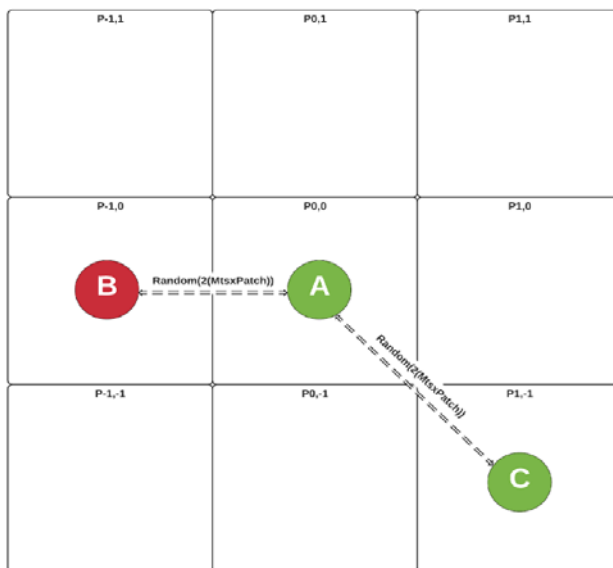 P-1,1
P0,1
P1,1
P-1,0
P0,0
P1,0
B
Random(2(MtsxPatch))
A
Random(2(MtsxPatch))
P-1,-1
P0,-1
P1,-1
C